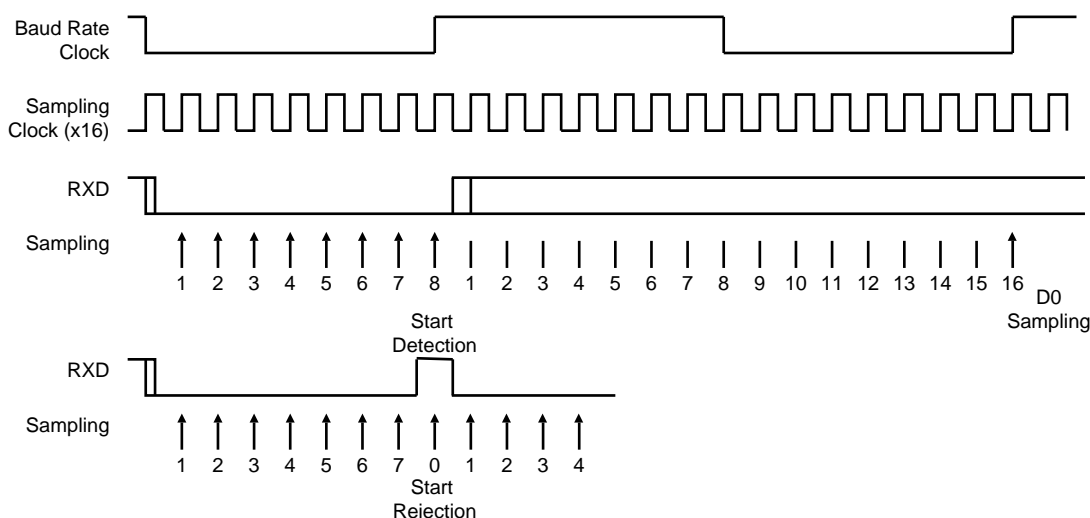 Baud Rate
Clock
Sampling
Clock (x16)
RXD
Sampling
1 2 3 4 5 6 7 8 1 2 3 4 5 6 7 8 9 10 11 12 13 14 15 16
D0
Sampling
Start
Detection
RXD
Sampling
1 2 3 4 5 6 7 0 1 2 3 4
Start
Rejection